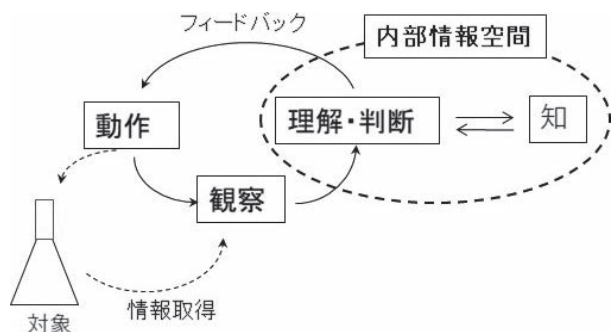 フィードバック
内部情報空間
動作
理解・判断
知
観察
情報取得
対象